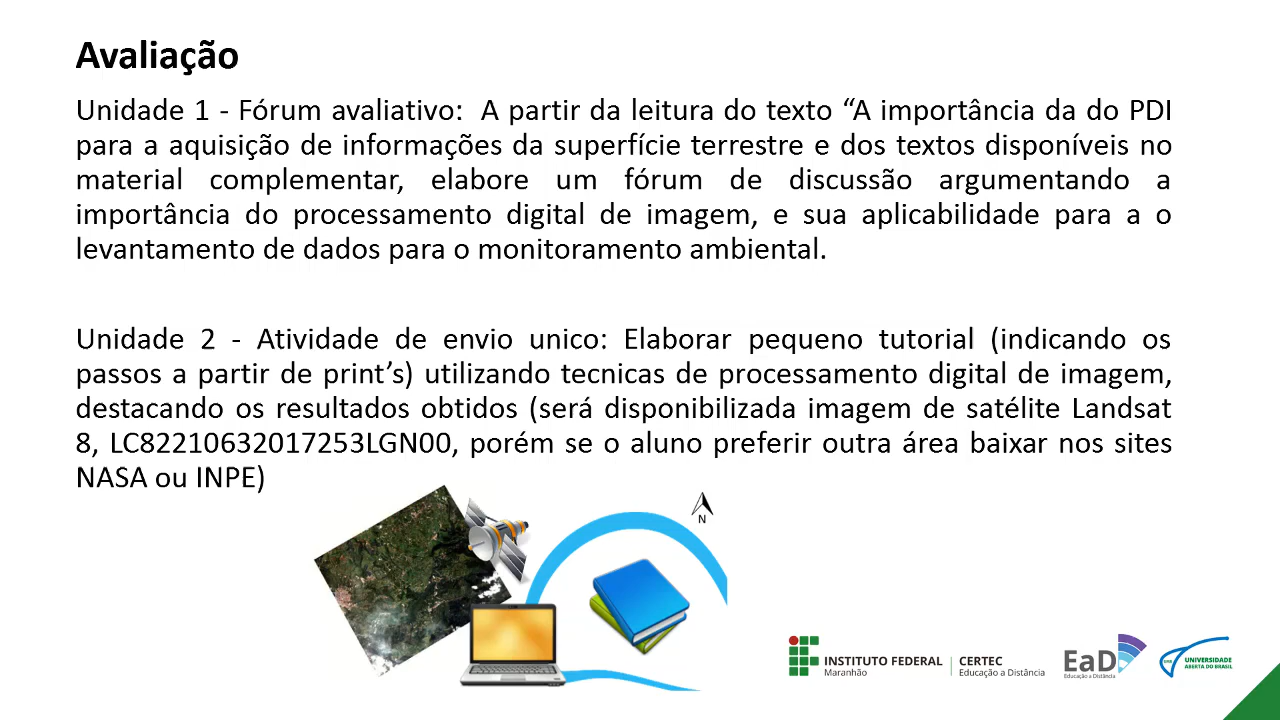 Avaliação
Unidade 1 - Fórum avaliativo: A partir da leitura do texto “A importância da do PDI
para a aquisição de informações da superfície terrestre e dos textos disponíveis no
material complementar, elabore um fórum de discussão argumentando a
importância do processamento digital de imagem, e sua aplicabilidade para a o
levantamento de dados para o monitoramento ambiental.
Unidade 2 - Atividade de envio unico: Elaborar pequeno tutorial (indicando os
passos a partir de print’s) utilizando tecnicas de processamento digital de imagem,
destacando os resultados obtidos (será disponibilizada imagem de satélite Landsat
8, LC82210632017253LGN00, porém se o aluno preferir outra área baixar nos sites
NASA ou INPE)
N
INSTITUTO FEDERAL
Maranhão
CERTEC
Educação a Distância
EaD
Educação a Distância
UAB
UNIVERSIDADE
ABERTA DO BRASIL